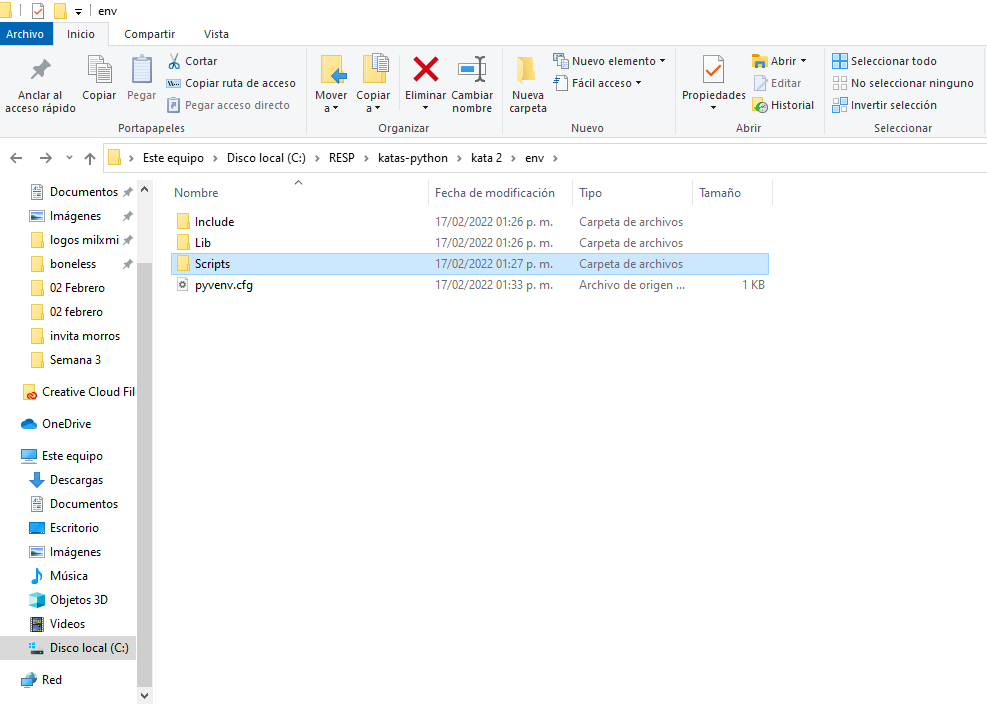 env
Archivo Inicio Compartir Vista
Anclar al acceso rápido
Copiar
Pegar
Cortar
Copiar ruta de acceso
Pegar acceso directo
Portapapeles
Mover a
Copiar a
Eliminar
Cambiar nombre
Organizar
Nueva carpeta
Nuevo elemento
Fácil acceso
Nuevo
Propiedades
Abrir
Editar
Historial
Abrir
Seleccionar todo
No seleccionar ninguno
Invertir selección
Seleccionar
Este equipo > Disco local (C:) > RESP > katas-python > kata 2 > env >
Documentos
Imágenes
logos milxmi
boneless
02 Febrero
02 febrero
invita morros
Semana 3
Creative Cloud Fil
OneDrive
Este equipo
Descargas
Documentos
Escritorio
Imágenes
Música
Objetos 3D
Videos
Disco local (C:)
Red
Nombre Fecha de modificación Tipo Tamaño
Include 17/02/2022 01:26 p. m. Carpeta de archivos
Lib 17/02/2022 01:26 p. m. Carpeta de archivos
Scripts 17/02/2022 01:27 p. m. Carpeta de archivos
pyvenv.cfg 17/02/2022 01:33 p. m. Archivo de origen ... 1 KB